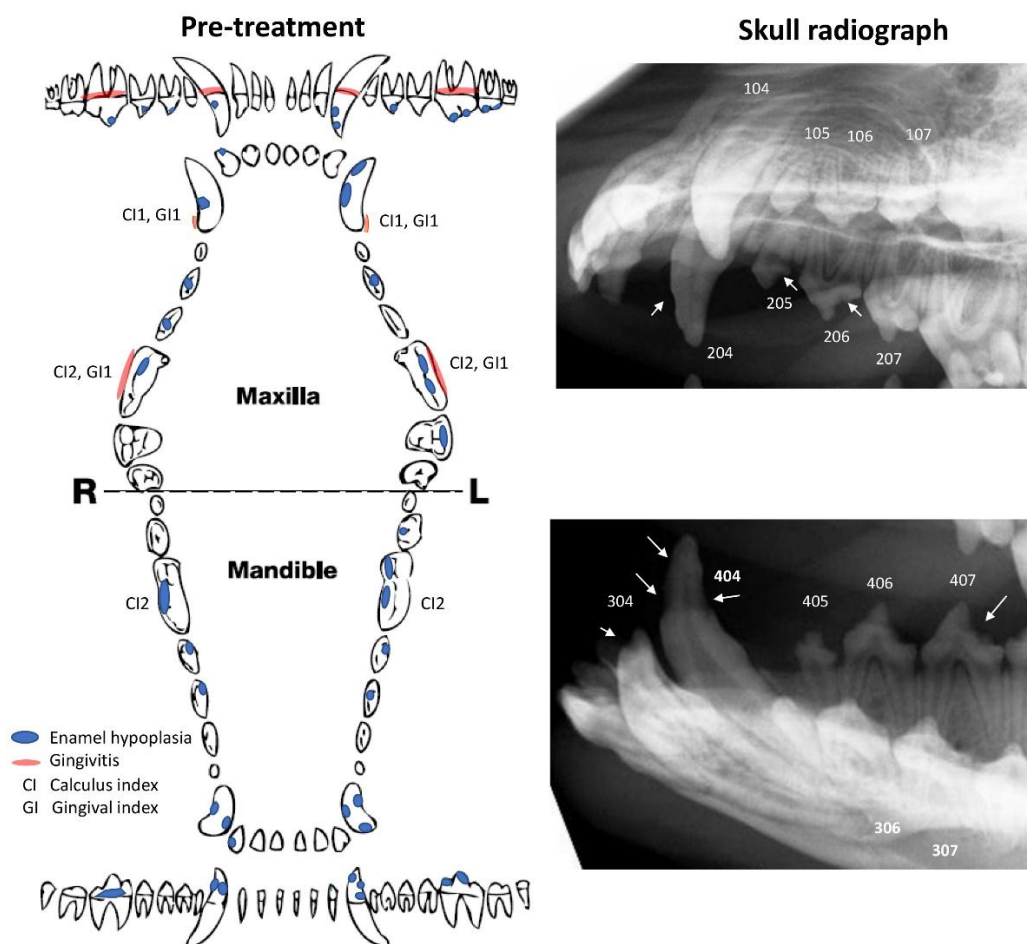 Pre-treatment
CI1, GI1
CI1, GI1
CI2, GI1
CI2, GI1
Maxilla
R
L
Mandible
CI2
CI2
Enamel hypoplasia
Gingivitis
CI Calculus index
GI Gingival index
Skull radiograph
104
105
106
107
205
206
204
207
404
304
405
406
407
306
307